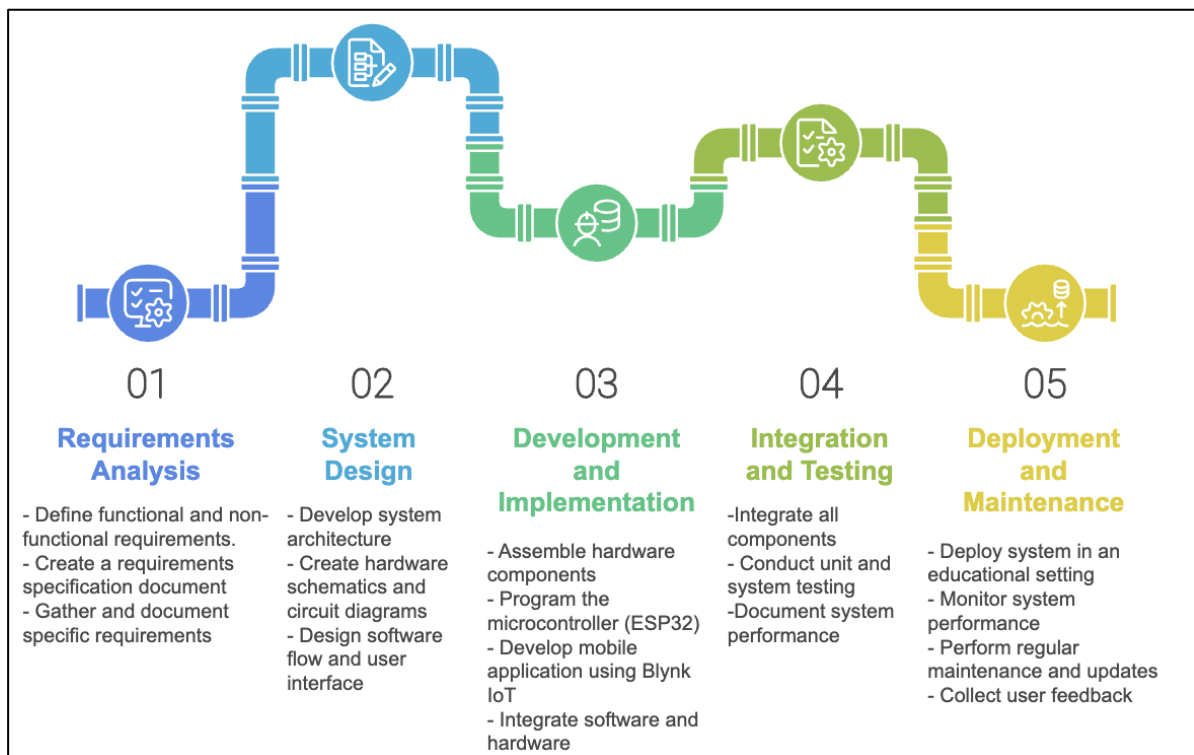 01
Requirements
Analysis
- Define functional and non-
functional requirements.
- Create a requirements
specification document
- Gather and document
specific requirements
02
System
Design
- Develop system
architecture
- Create hardware
schematics and
circuit diagrams
- Design software
flow and user
interface
03
Development
and
Implementation
- Assemble hardware
components
- Program the
microcontroller (ESP32)
- Develop mobile
application using Blynk
IoT
- Integrate software and
hardware
04
Integration
and Testing
-Integrate all
components
- Conduct unit and
system testing
-Document system
performance
05
Deployment
and
Maintenance
- Deploy system in an
educational setting
- Monitor system
performance
- Perform regular
maintenance and updates
- Collect user feedback